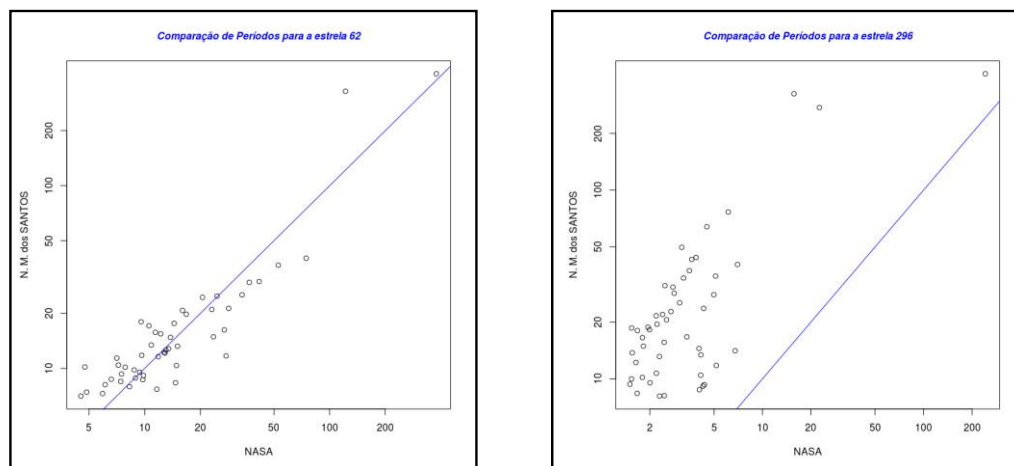 Comparação de Períodos para a estrela 62
N. M. dos SANTOS
200
100
50
20
10
5 10 20 50 100 200
NASA
Comparação de Períodos para a estrela 296
N. M. dos SANTOS
200
100
50
20
10
2 5 10 20 50 100 200
NASA